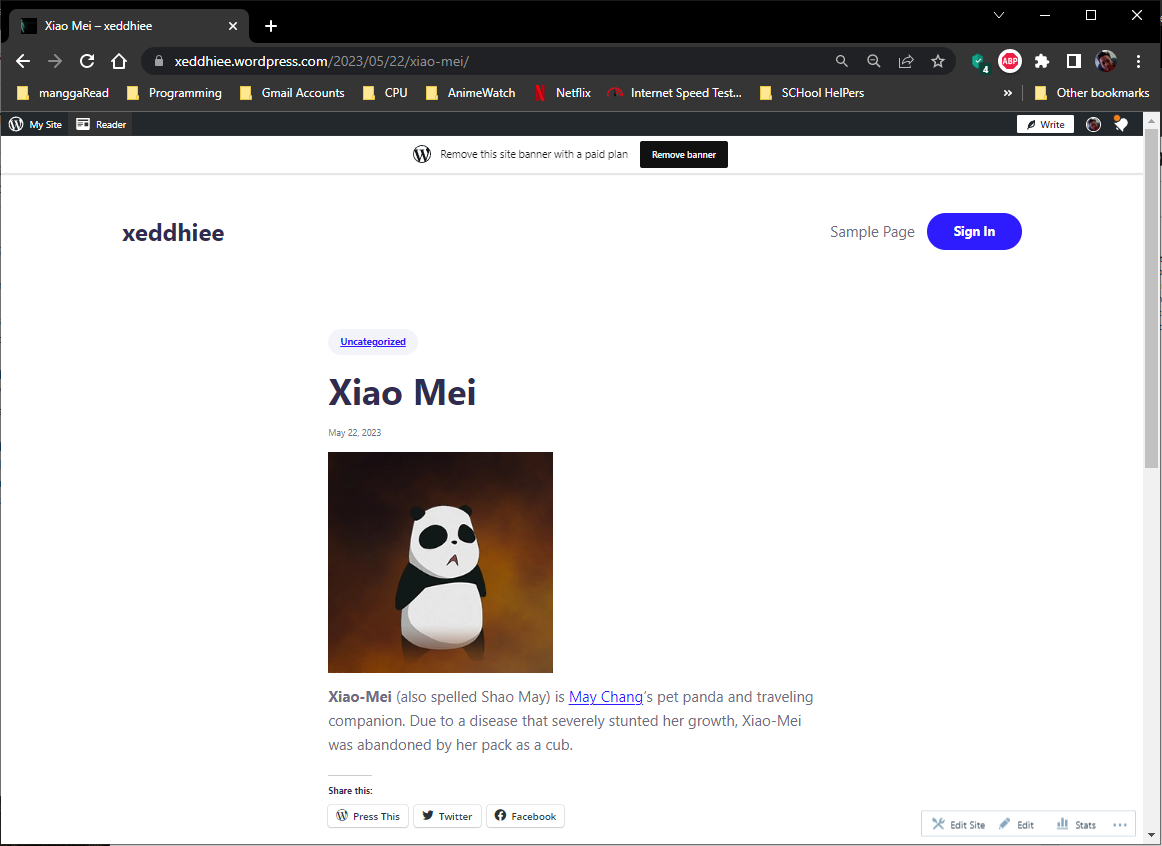 Xiao Mei – xeddhiee
xeddhiee.wordpress.com/2023/05/22/xiao-mei/
4
ABP
manggaRead Programming Gmail Accounts CPU AnimeWatch Netflix Internet Speed Test... SCHool HelPers » Other bookmarks
My Site Reader Write
Remove this site banner with a paid plan Remove banner
xeddhiee Sample Page Sign In
Uncategorized
Xiao Mei
May 22, 2023
Xiao-Mei (also spelled Shao May) is May Chang's pet panda and traveling
companion. Due to a disease that severely stunted her growth, Xiao-Mei
was abandoned by her pack as a cub.
Share this:
Press This Twitter Facebook
Edit Site Edit Stats ...